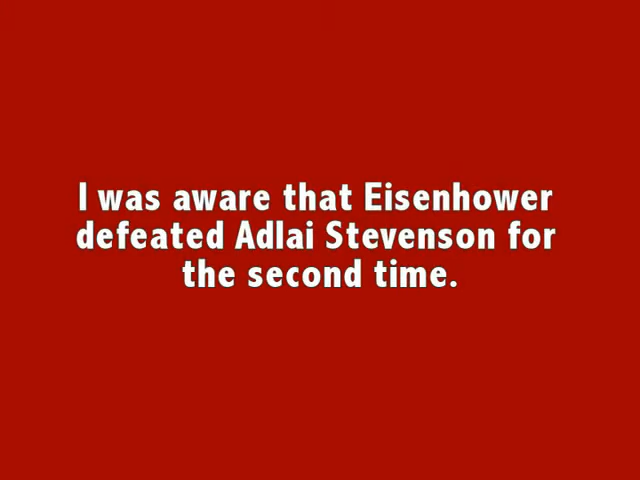 I was aware that Eisenhower
defeated Adlai Stevenson for
the second time.